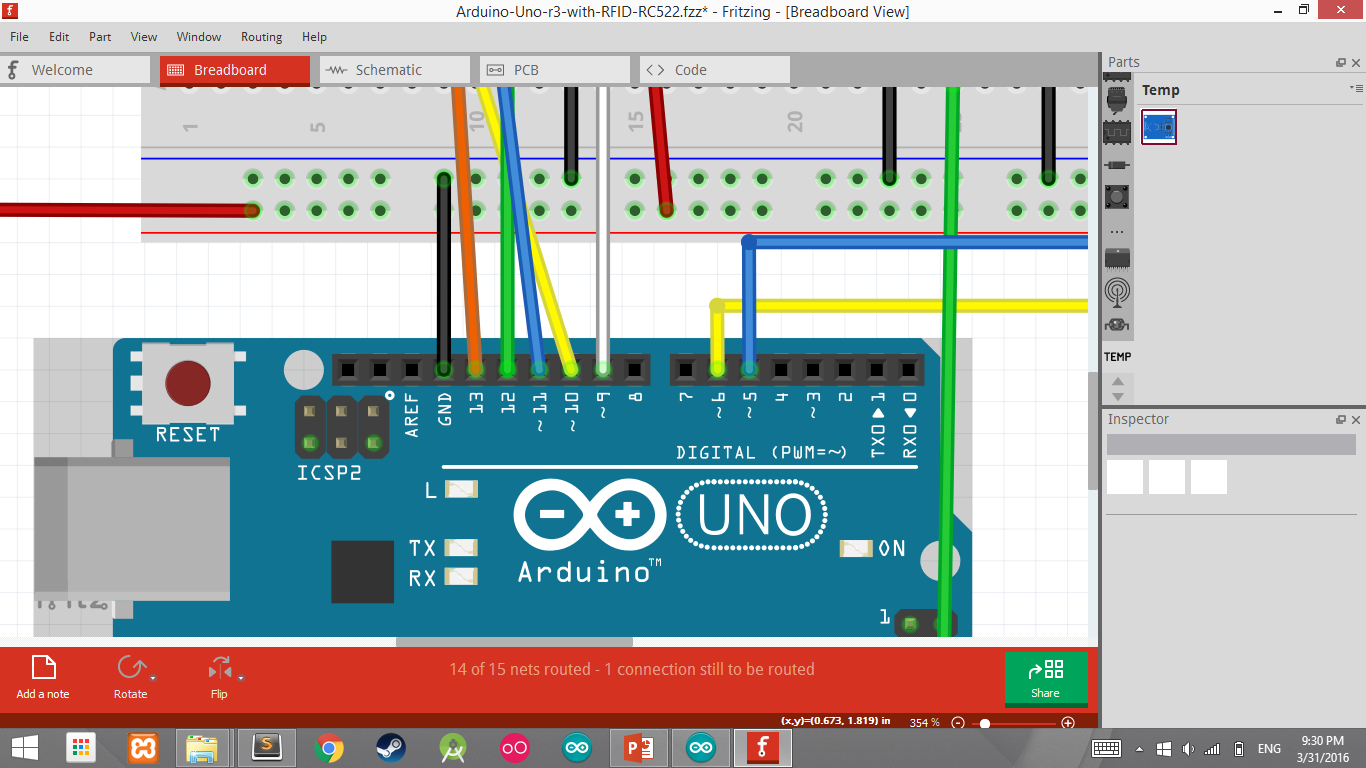 Arduino-Uno-r3-with-RFID-RC522.fzz* - Fritzing - [Breadboard View]
File Edit Part View Window Routing Help
Welcome Breadboard Schematic PCB Code
Parts
Temp
TEMP
Inspector
1 5 10 15 20
RESET
ICSP2
AREF GND 13 12 ~11 ~10 ~9 8 7 ~6 ~5 4 ~3 2 TX0 1 RX0 0
DIGITAL (PWM=~)
L
TX
RX
UNO
Arduino™
ON
1
14 of 15 nets routed - 1 connection still to be routed
Add a note Rotate Flip Share
(x,y)=(0.673, 1.819) in 354 %
ENG
9:30 PM
3/31/2016